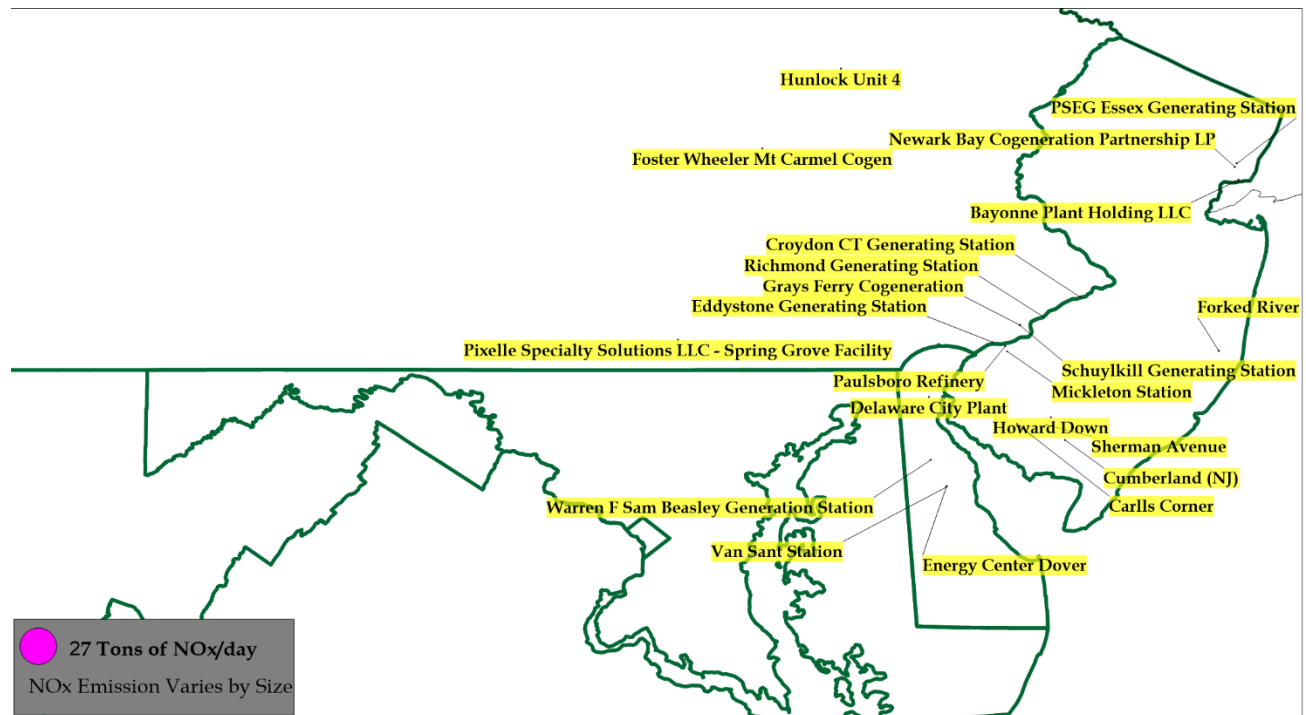 Hunlock Unit 4
PSEG Essex Generating Station
Newark Bay Cogeneration Partnership LP
Foster Wheeler Mt Carmel Cogen
Bayonne Plant Holding LLC
Croydon CT Generating Station
Richmond Generating Station
Grays Ferry Cogeneration
Eddystone Generating Station
Forked River
Pixelle Specialty Solutions LLC - Spring Grove Facility
Schuylkill Generating Station
Paulsboro Refinery
Mickleton Station
Delaware City Plant
Howard Down
Sherman Avenue
Cumberland (NJ)
Warren F Sam Beasley Generation Station
Carlls Corner
Van Sant Station
Energy Center Dover
27 Tons of NOx/day
NOx Emission Varies by Size